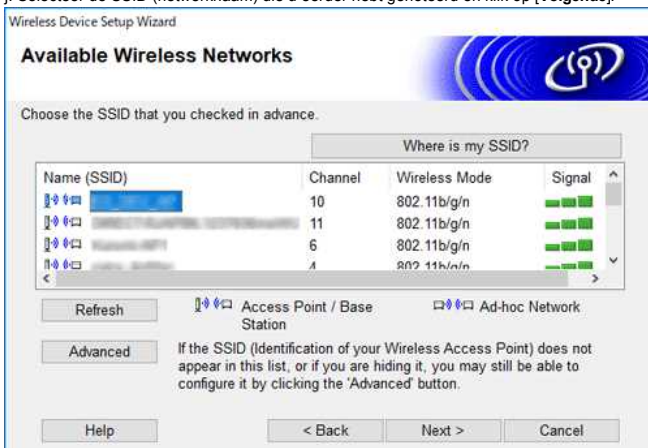 Wireless Device Setup Wizard
Available Wireless Networks
Choose the SSID that you checked in advance.
Where is my SSID?
Name (SSID) Channel Wireless Mode Signal
10 802.11b/g/n
11 802.11b/g/n
6 802.11b/g/n
4 802.11b/g/n
Refresh
Access Point / Base
Station
Ad-hoc Network
Advanced
If the SSID (Identification of your Wireless Access Point) does not
appear in this list, or if you are hiding it, you may still be able to
configure it by clicking the 'Advanced' button.
Help < Back Next > Cancel